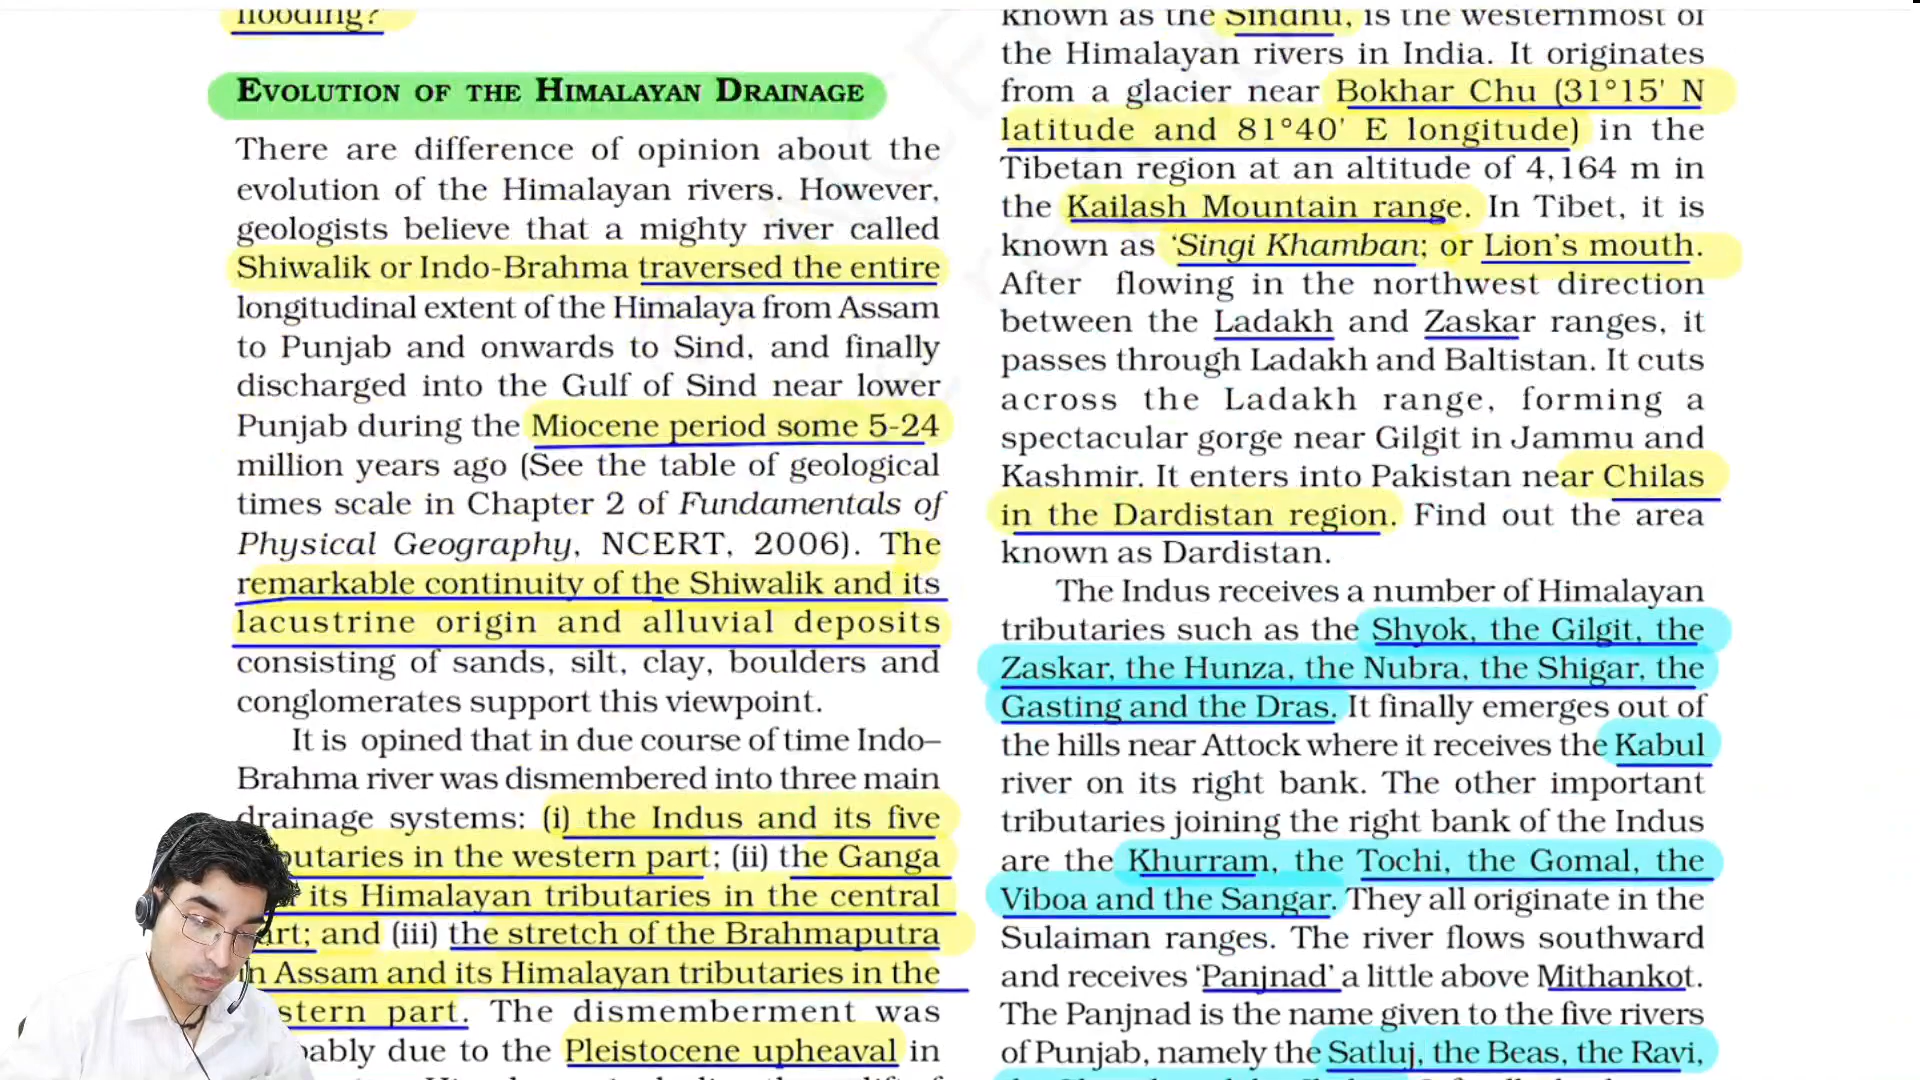 flooding?
EVOLUTION OF THE HIMALAYAN DRAINAGE
There are difference of opinion about the
evolution of the Himalayan rivers. However,
geologists believe that a mighty river called
Shiwalik or Indo-Brahma traversed the entire
longitudinal extent of the Himalaya from Assam
to Punjab and onwards to Sind, and finally
discharged into the Gulf of Sind near lower
Punjab during the Miocene period some 5-24
million years ago (See the table of geological
times scale in Chapter 2 of Fundamentals of
Physical Geography, NCERT, 2006). The
remarkable continuity of the Shiwalik and its
lacustrine origin and alluvial deposits
consisting of sands, silt, clay, boulders and
conglomerates support this viewpoint.
It is opined that in due course of time Indo–
Brahma river was dismembered into three main
drainage systems: (i) the Indus and its five
butaries in the western part; (ii) the Ganga
its Himalayan tributaries in the central
art; and (iii) the stretch of the Brahmaputra
in Assam and its Himalayan tributaries in the
stern part. The dismemberment was
bably due to the Pleistocene upheaval in
known as the Sindhu, is the westernmost of
the Himalayan rivers in India. It originates
from a glacier near Bokhar Chu (31°15' N
latitude and 81°40' E longitude) in the
Tibetan region at an altitude of 4,164 m in
the Kailash Mountain range. In Tibet, it is
known as ‘Singi Khamban; or Lion’s mouth.
After flowing in the northwest direction
between the Ladakh and Zaskar ranges, it
passes through Ladakh and Baltistan. It cuts
across the Ladakh range, forming a
spectacular gorge near Gilgit in Jammu and
Kashmir. It enters into Pakistan near Chilas
in the Dardistan region. Find out the area
known as Dardistan.
The Indus receives a number of Himalayan
tributaries such as the Shyok, the Gilgit, the
Zaskar, the Hunza, the Nubra, the Shigar, the
Gasting and the Dras. It finally emerges out of
the hills near Attock where it receives the Kabul
river on its right bank. The other important
tributaries joining the right bank of the Indus
are the Khurram, the Tochi, the Gomal, the
Viboa and the Sangar. They all originate in the
Sulaiman ranges. The river flows southward
and receives ‘Panjnad’ a little above Mithankot.
The Panjnad is the name given to the five rivers
of Punjab, namely the Satluj, the Beas, the Ravi,